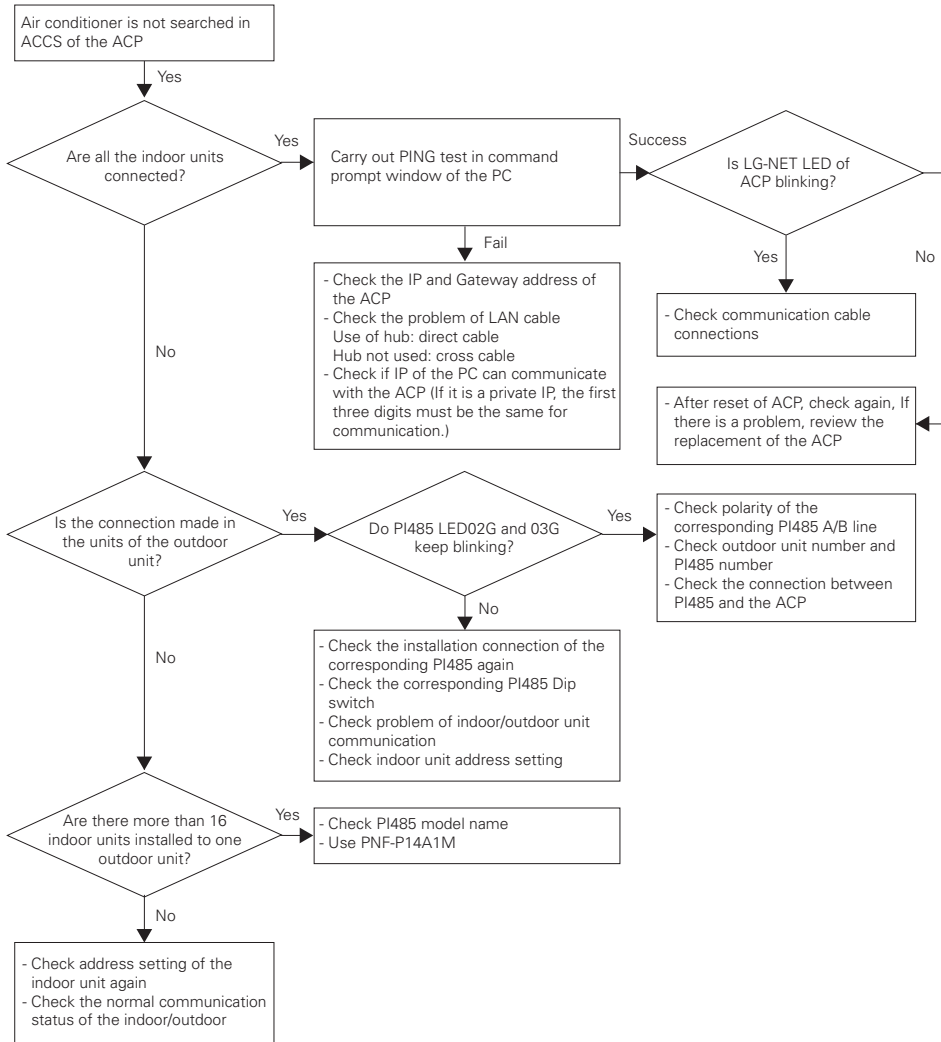 Air conditioner is not searched in
ACCS of the ACP
Yes
Are all the indoor units
connected?
Yes
Carry out PING test in command
prompt window of the PC
Success
Is LG-NET LED of
ACP blinking?
Fail
Yes
No
- Check the IP and Gateway address of
the ACP
- Check the problem of LAN cable
Use of hub: direct cable
Hub not used: cross cable
- Check if IP of the PC can communicate
with the ACP (If it is a private IP, the first
three digits must be the same for
communication.)
- Check communication cable
connections
- After reset of ACP, check again, If
there is a problem, review the
replacement of the ACP
No
Is the connection made in
the units of the outdoor
unit?
Yes
Do PI485 LED02G and 03G
keep blinking?
Yes
- Check polarity of the
corresponding PI485 A/B line
- Check outdoor unit number and
PI485 number
- Check the connection between
PI485 and the ACP
No
- Check the installation connection of the
corresponding PI485 again
- Check the corresponding PI485 Dip
switch
- Check problem of indoor/outdoor unit
communication
- Check indoor unit address setting
No
Are there more than 16
indoor units installed to one
outdoor unit?
Yes
- Check PI485 model name
- Use PNF-P14A1M
No
- Check address setting of the
indoor unit again
- Check the normal communication
status of the indoor/outdoor